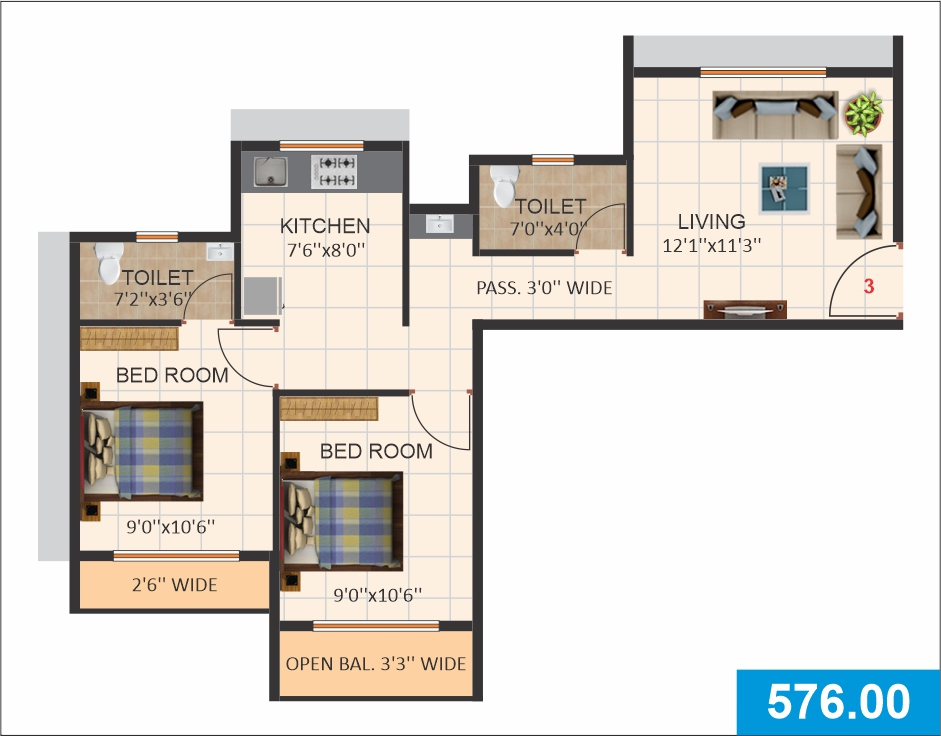 TOILET
7'0''x4'0''
LIVING
12'1''x11'3''
KITCHEN
7'6''x8'0''
TOILET
7'2''x3'6''
PASS. 3'0'' WIDE
3
BED ROOM
9'0''x10'6''
2'6'' WIDE
BED ROOM
9'0''x10'6''
OPEN BAL. 3'3'' WIDE
576.00